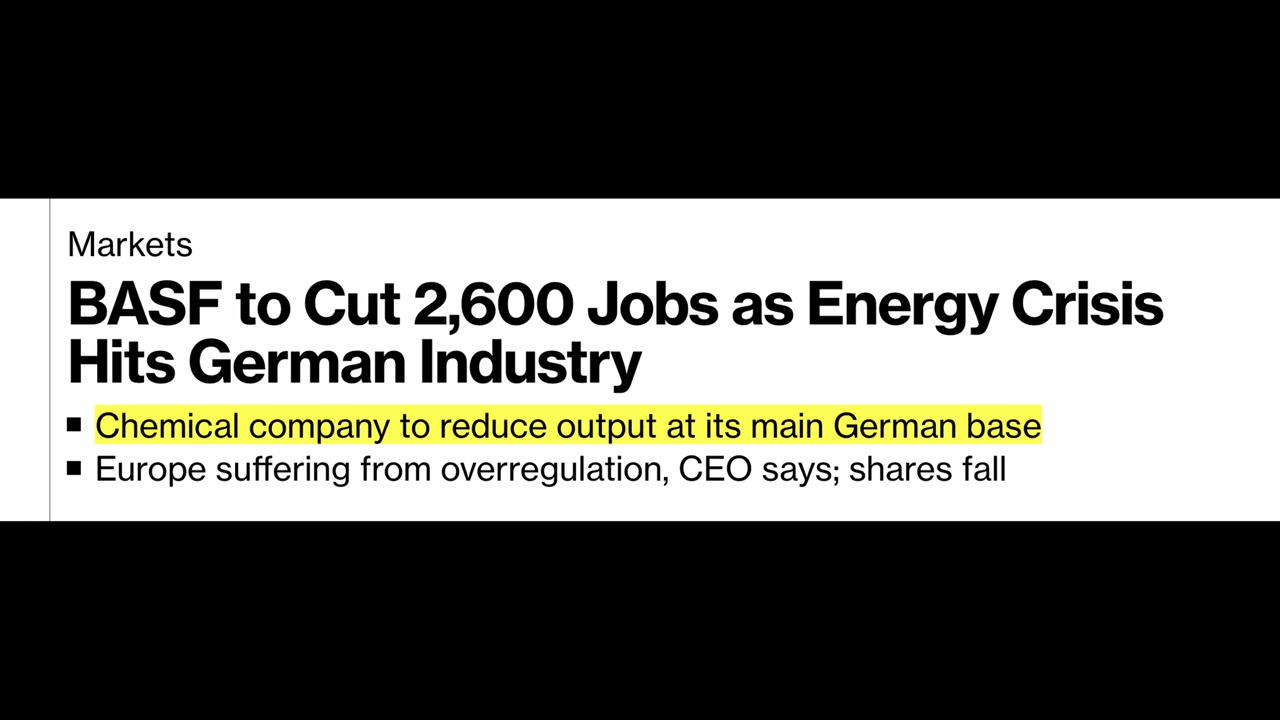 Markets
BASF to Cut 2,600 Jobs as Energy Crisis
Hits German Industry
■ Chemical company to reduce output at its main German base
■ Europe suffering from overregulation, CEO says; shares fall